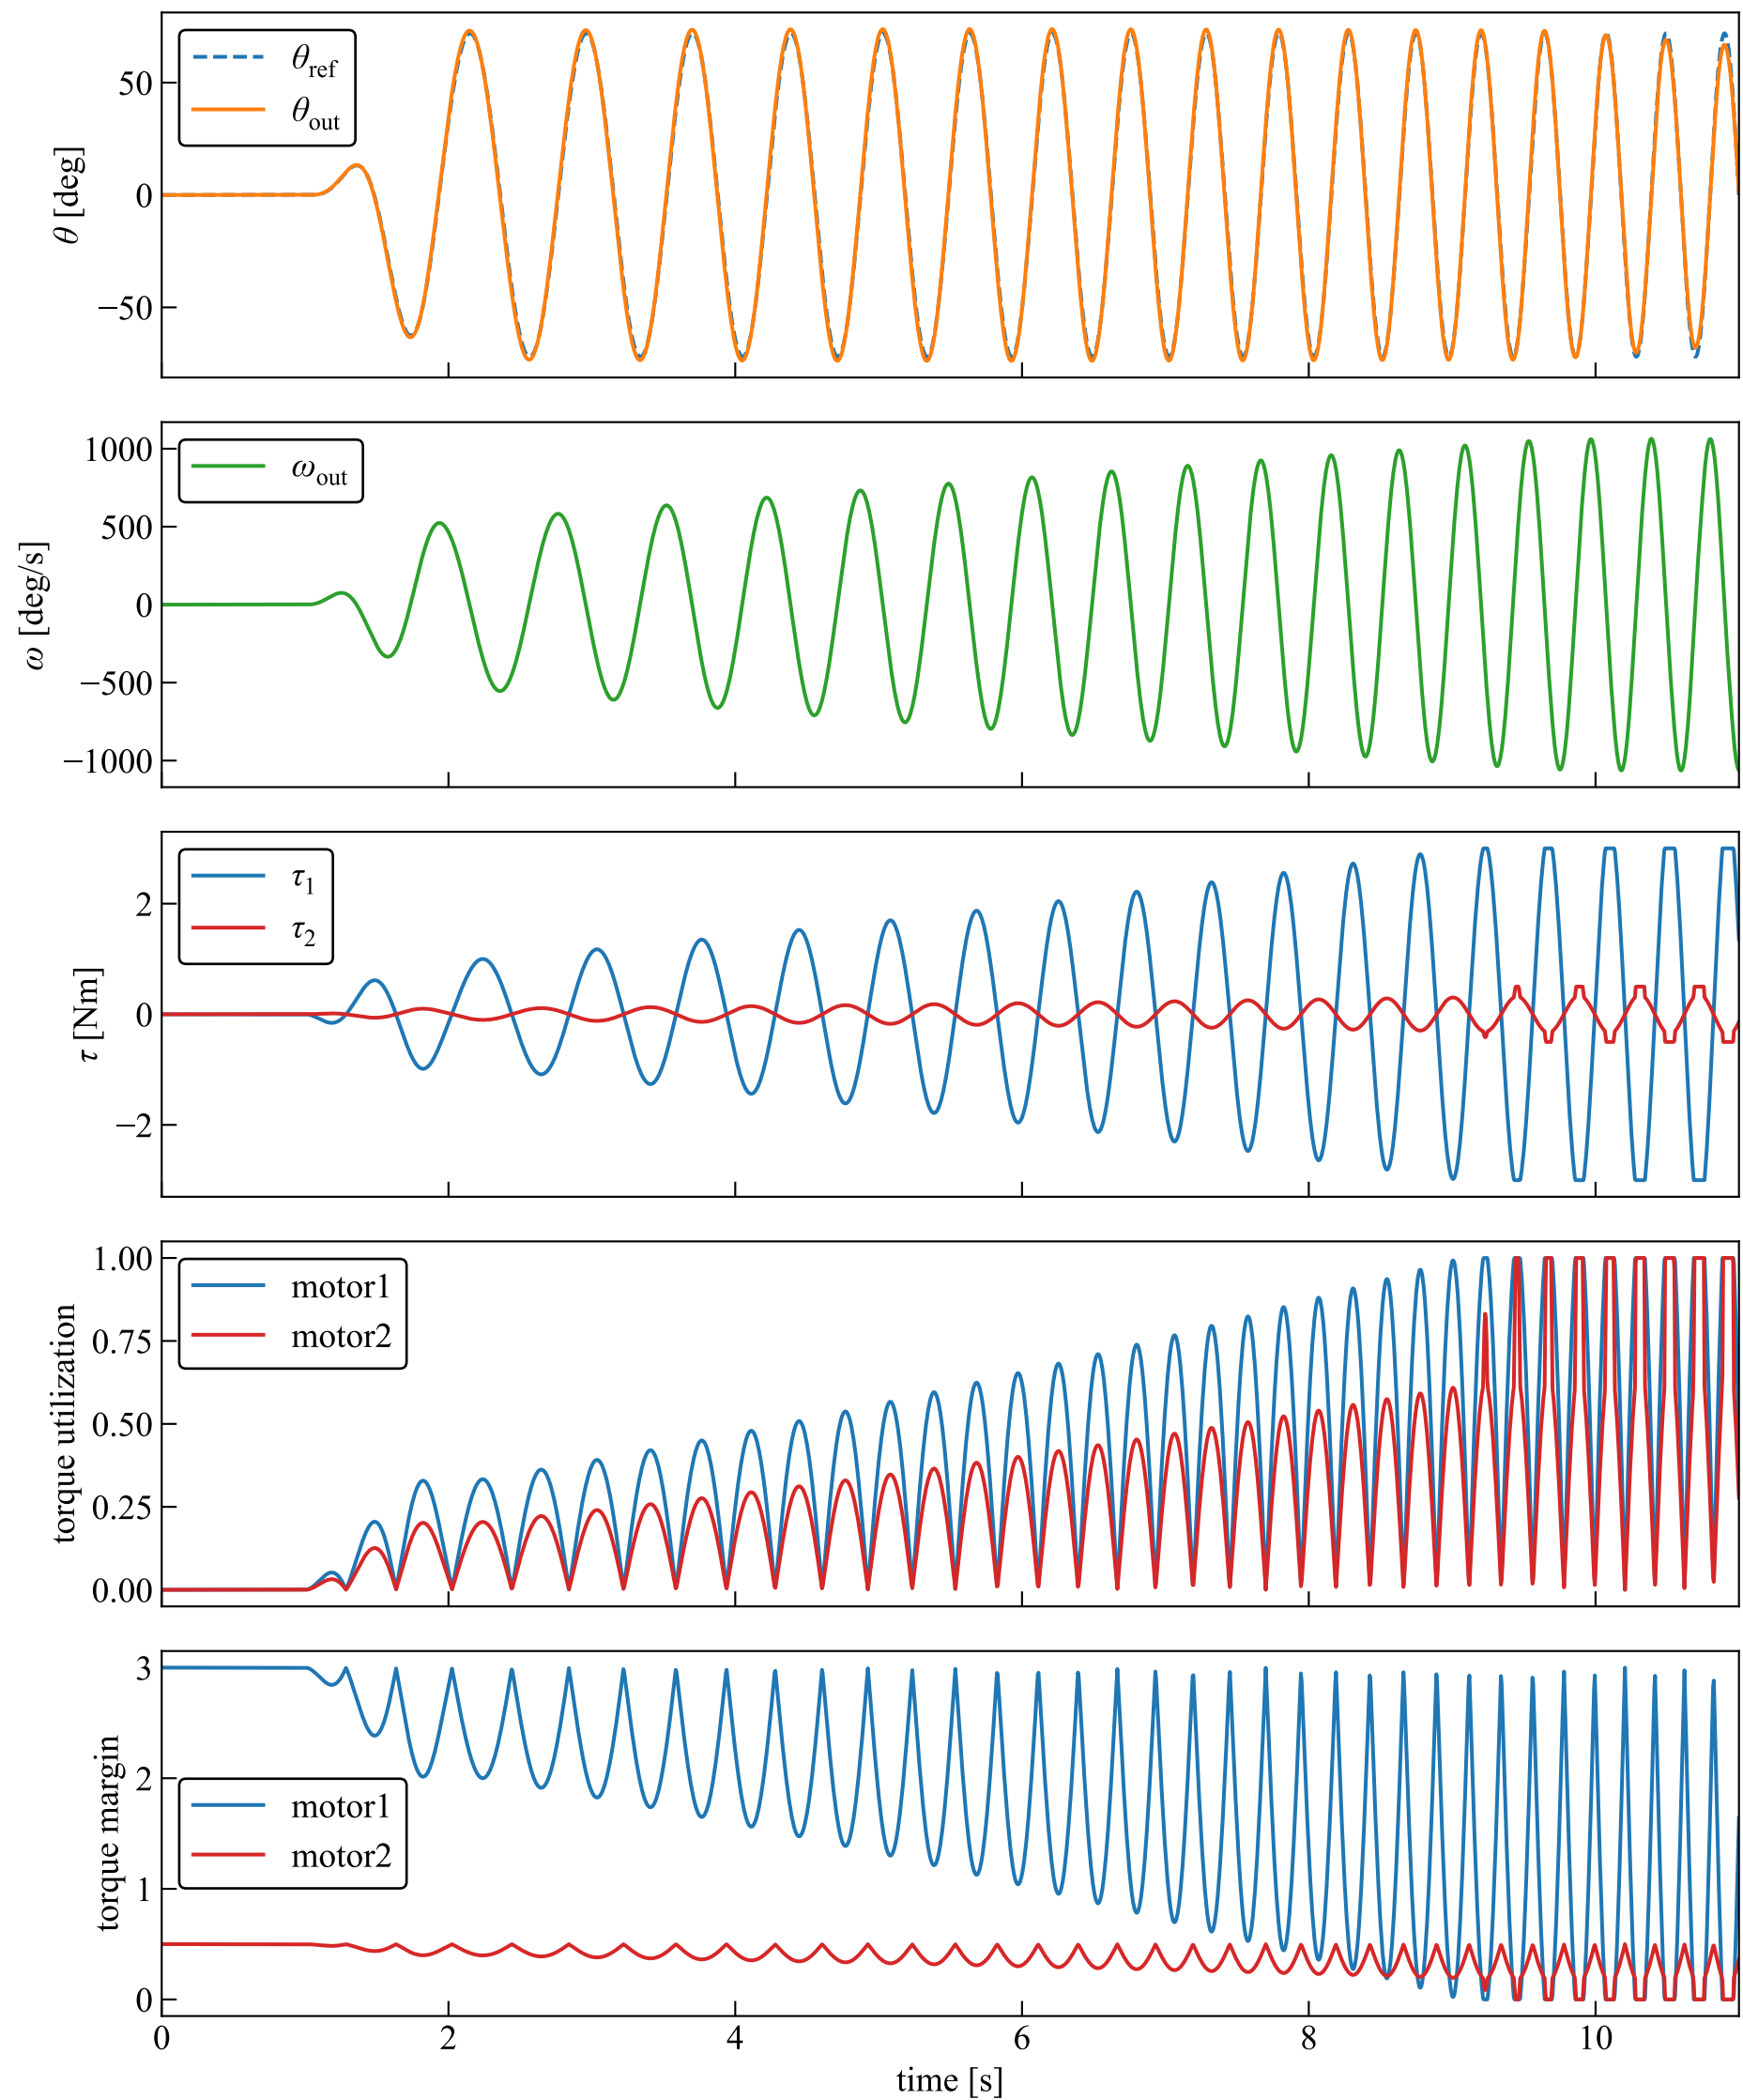 θref
θout
50
0
−50
θ [deg]
ωout
1000
500
0
−500
−1000
ω [deg/s]
τ1
τ2
2
0
−2
τ [Nm]
motor1
motor2
1.00
0.75
0.50
0.25
0.00
torque utilization
motor1
motor2
3
2
1
0
torque margin
0 2 4 6 8 10
time [s]